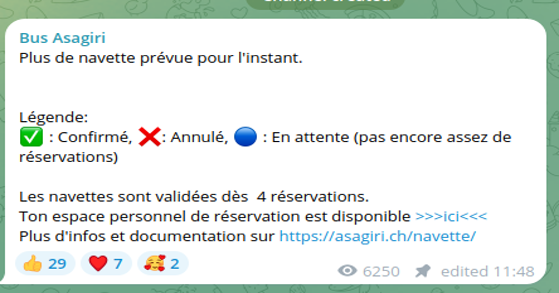 Channel created
Bus Asagiri
Plus de navette prévue pour l'instant.
Légende:
✅ : Confirmé, ❌: Annulé, 🔵 : En attente (pas encore assez de
réservations)
Les navettes sont validées dès  4 réservations.
Ton espace personnel de réservation est disponible >>>ici<<<
Plus d'infos et documentation sur https://asagiri.ch/navette/
👍 29 ❤️ 7 🥰 2 6250 edited 11:48